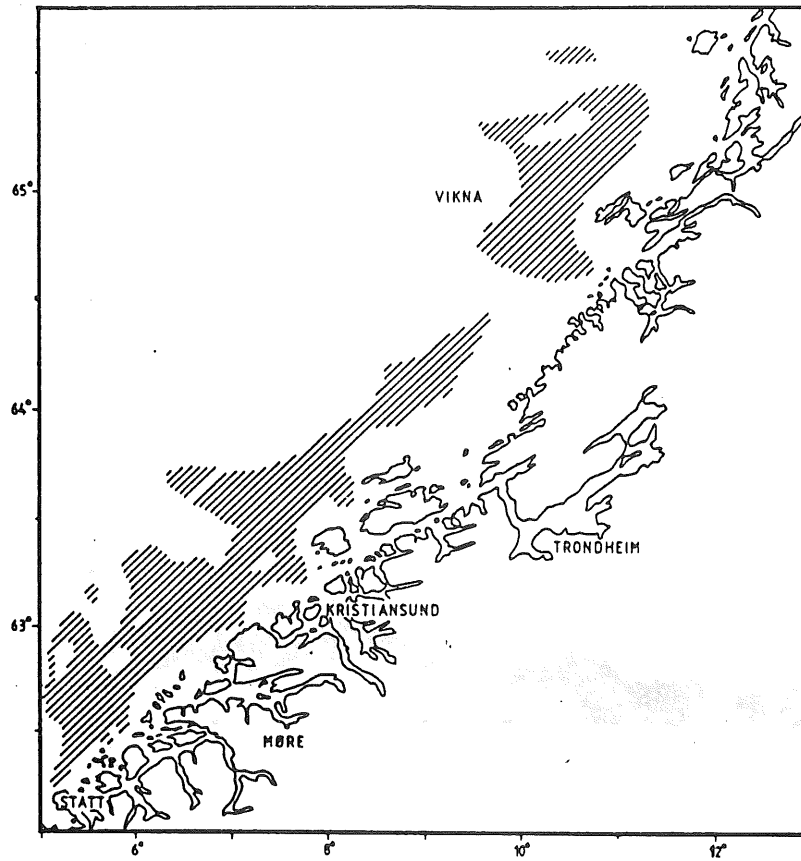 65°
VIKNA
64°
TRONDHEIM
KRISTIANSUND
63°
MØRE
STATT
6°
8°
10°
12°